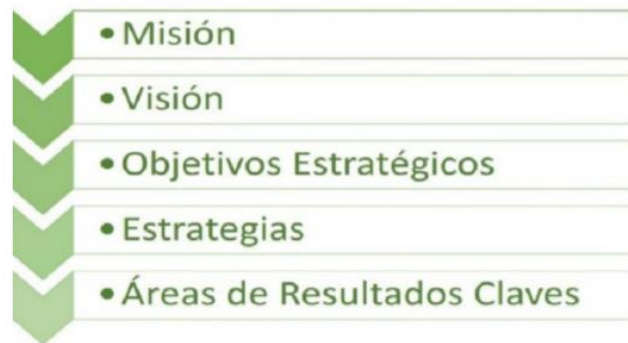 • Misión
• Visión
• Objetivos Estratégicos
• Estrategias
• Áreas de Resultados Claves